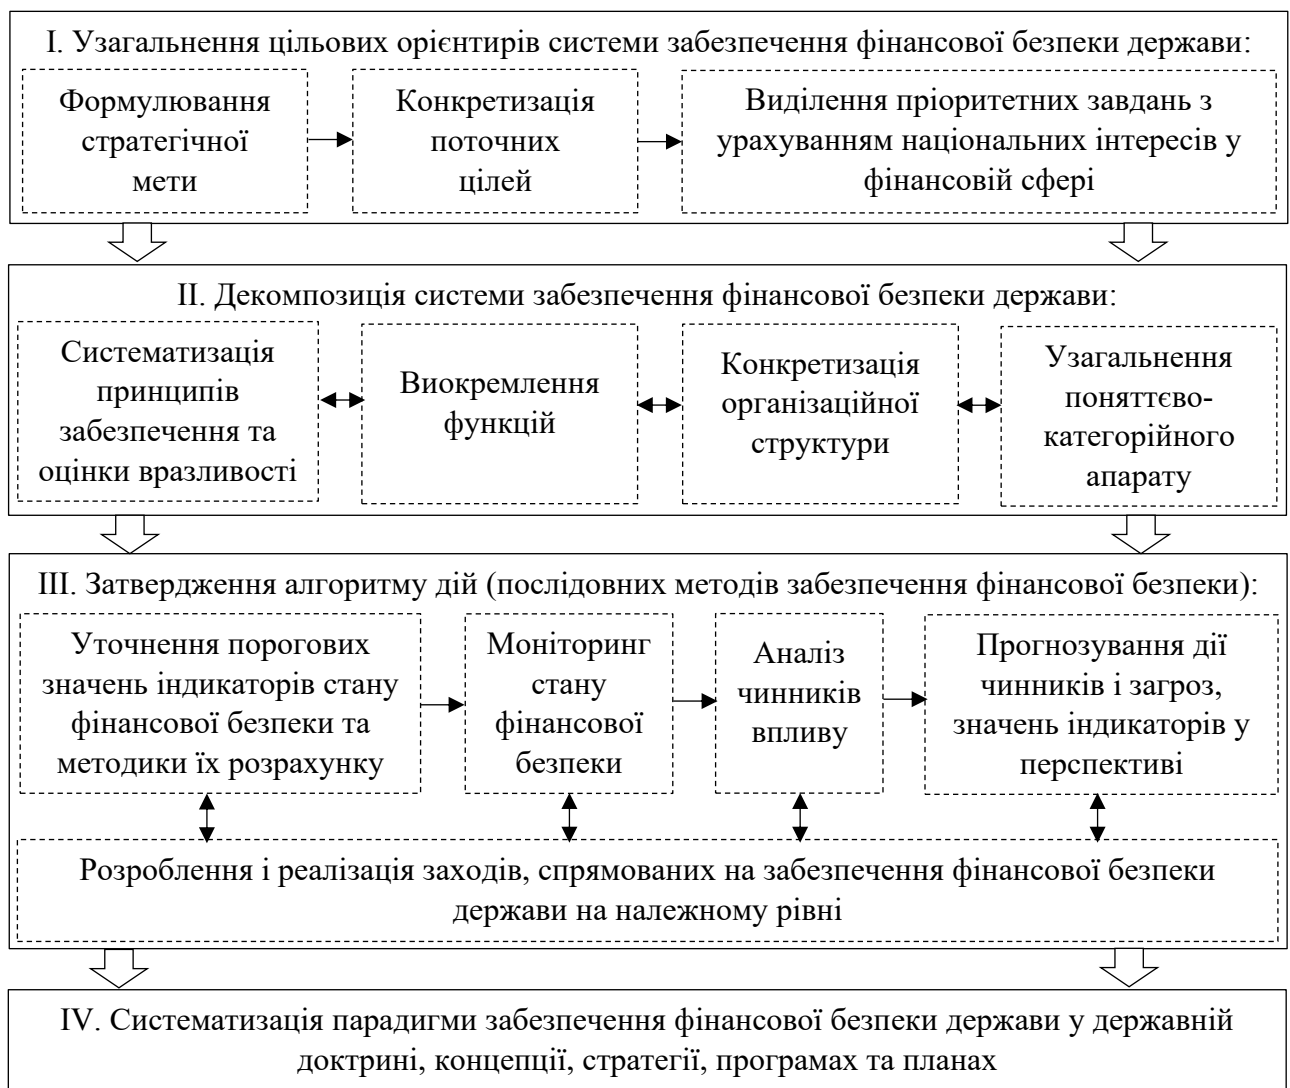 I. Узагальнення цільових орієнтирів системи забезпечення фінансової безпеки держави:
Формулювання
стратегічної
мети
Конкретизація
поточних
цілей
Виділення пріоритетних завдань з
урахуванням національних інтересів у
фінансовій сфері
II. Декомпозиція системи забезпечення фінансової безпеки держави:
Систематизація
принципів
забезпечення та
оцінки вразливості
Виокремлення
функцій
Конкретизація
організаційної
структури
Узагальнення
поняттєво-
категорійного
апарату
III. Затвердження алгоритму дій (послідовних методів забезпечення фінансової безпеки):
Уточнення порогових
значень індикаторів стану
фінансової безпеки та
методики їх розрахунку
Моніторинг
стану
фінансової
безпеки
Аналіз
чинників
впливу
Прогнозування дії
чинників і загроз,
значень індикаторів у
перспективі
Розроблення і реалізація заходів, спрямованих на забезпечення фінансової безпеки
держави на належному рівні
IV. Систематизація парадигми забезпечення фінансової безпеки держави у державній
доктрині, концепції, стратегії, програмах та планах